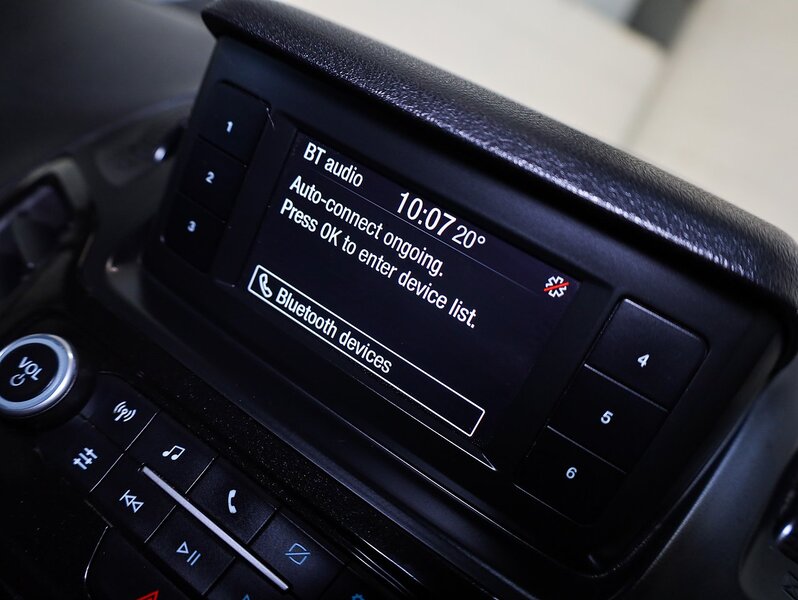 BT audio
10:07 20°
Auto-connect ongoing.
Press OK to enter device list.
Bluetooth devices
1
2
3
4
5
6
VOL